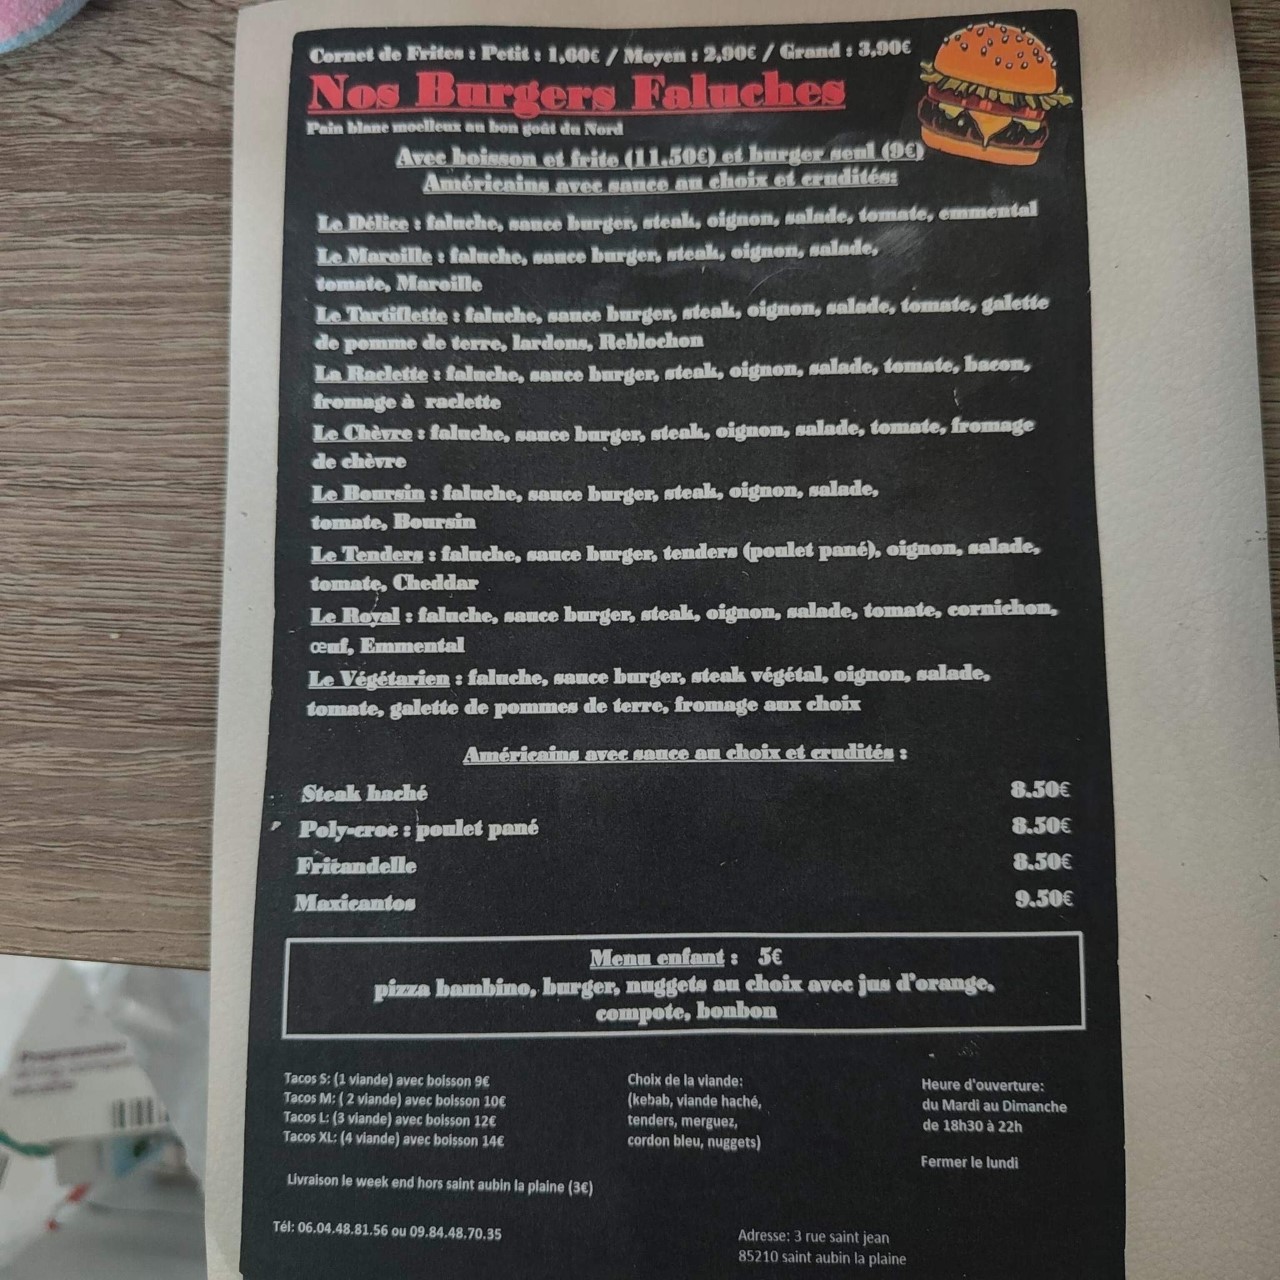 Cornet de Frites : Petit : 1,60€ / Moyen : 2,90€ / Grand : 3,90€
Nos Burgers Faluches
Pain blanc moelleux au bon goût du Nord
Avec boisson et frite (11.50€) et burger seul (9€)
Américains avec sauce au choix et crudités:
Le Délice : faluche, sauce burger, steak, oignon, salade, tomate, emmental
Le Maroille : faluche, sauce burger, steak, oignon, salade,
tomate, Maroille
Le Tartiflette : faluche, sauce burger, steak, oignon, salade, tomate, galette
de pomme de terre, lardons, Reblochon
La Raclette : faluche, sauce burger, steak, oignon, salade, tomate, bacon,
fromage à raclette
Le Chèvre : faluche, sauce burger, steak, oignon, salade, tomate, fromage
de chèvre
Le Boursin : faluche, sauce burger, steak, oignon, salade,
tomate, Boursin
Le Tenders : faluche, sauce burger, tenders (poulet pané), oignon, salade,
tomate, Cheddar
Le Royal : faluche, sauce burger, steak, oignon, salade, tomate, cornichon,
œuf, Emmental
Le Végétarien : faluche, sauce burger, steak végétal, oignon, salade,
tomate, galette de pommes de terre, fromage aux choix
Américains avec sauce au choix et crudités :
Steak haché 8.50€
Poly-croc : poulet pané 8.50€
Fricandelle 8.50€
Maxicantos 9.50€
Menu enfant : 5€
pizza bambino, burger, nuggets au choix avec jus d'orange,
compote, bonbon
Tacos S: (1 viande) avec boisson 9€
Tacos M: ( 2 viande) avec boisson 10€
Tacos L: (3 viande) avec boisson 12€
Tacos XL: (4 viande) avec boisson 14€
Choix de la viande:
(kebab, viande haché,
tenders, merguez,
cordon bleu, nuggets)
Heure d'ouverture:
du Mardi au Dimanche
de 18h30 à 22h
Fermer le lundi
Livraison le week end hors saint aubin la plaine (3€)
Tél: 06.04.48.81.56 ou 09.84.48.70.35
Adresse: 3 rue saint jean
85210 saint aubin la plaine